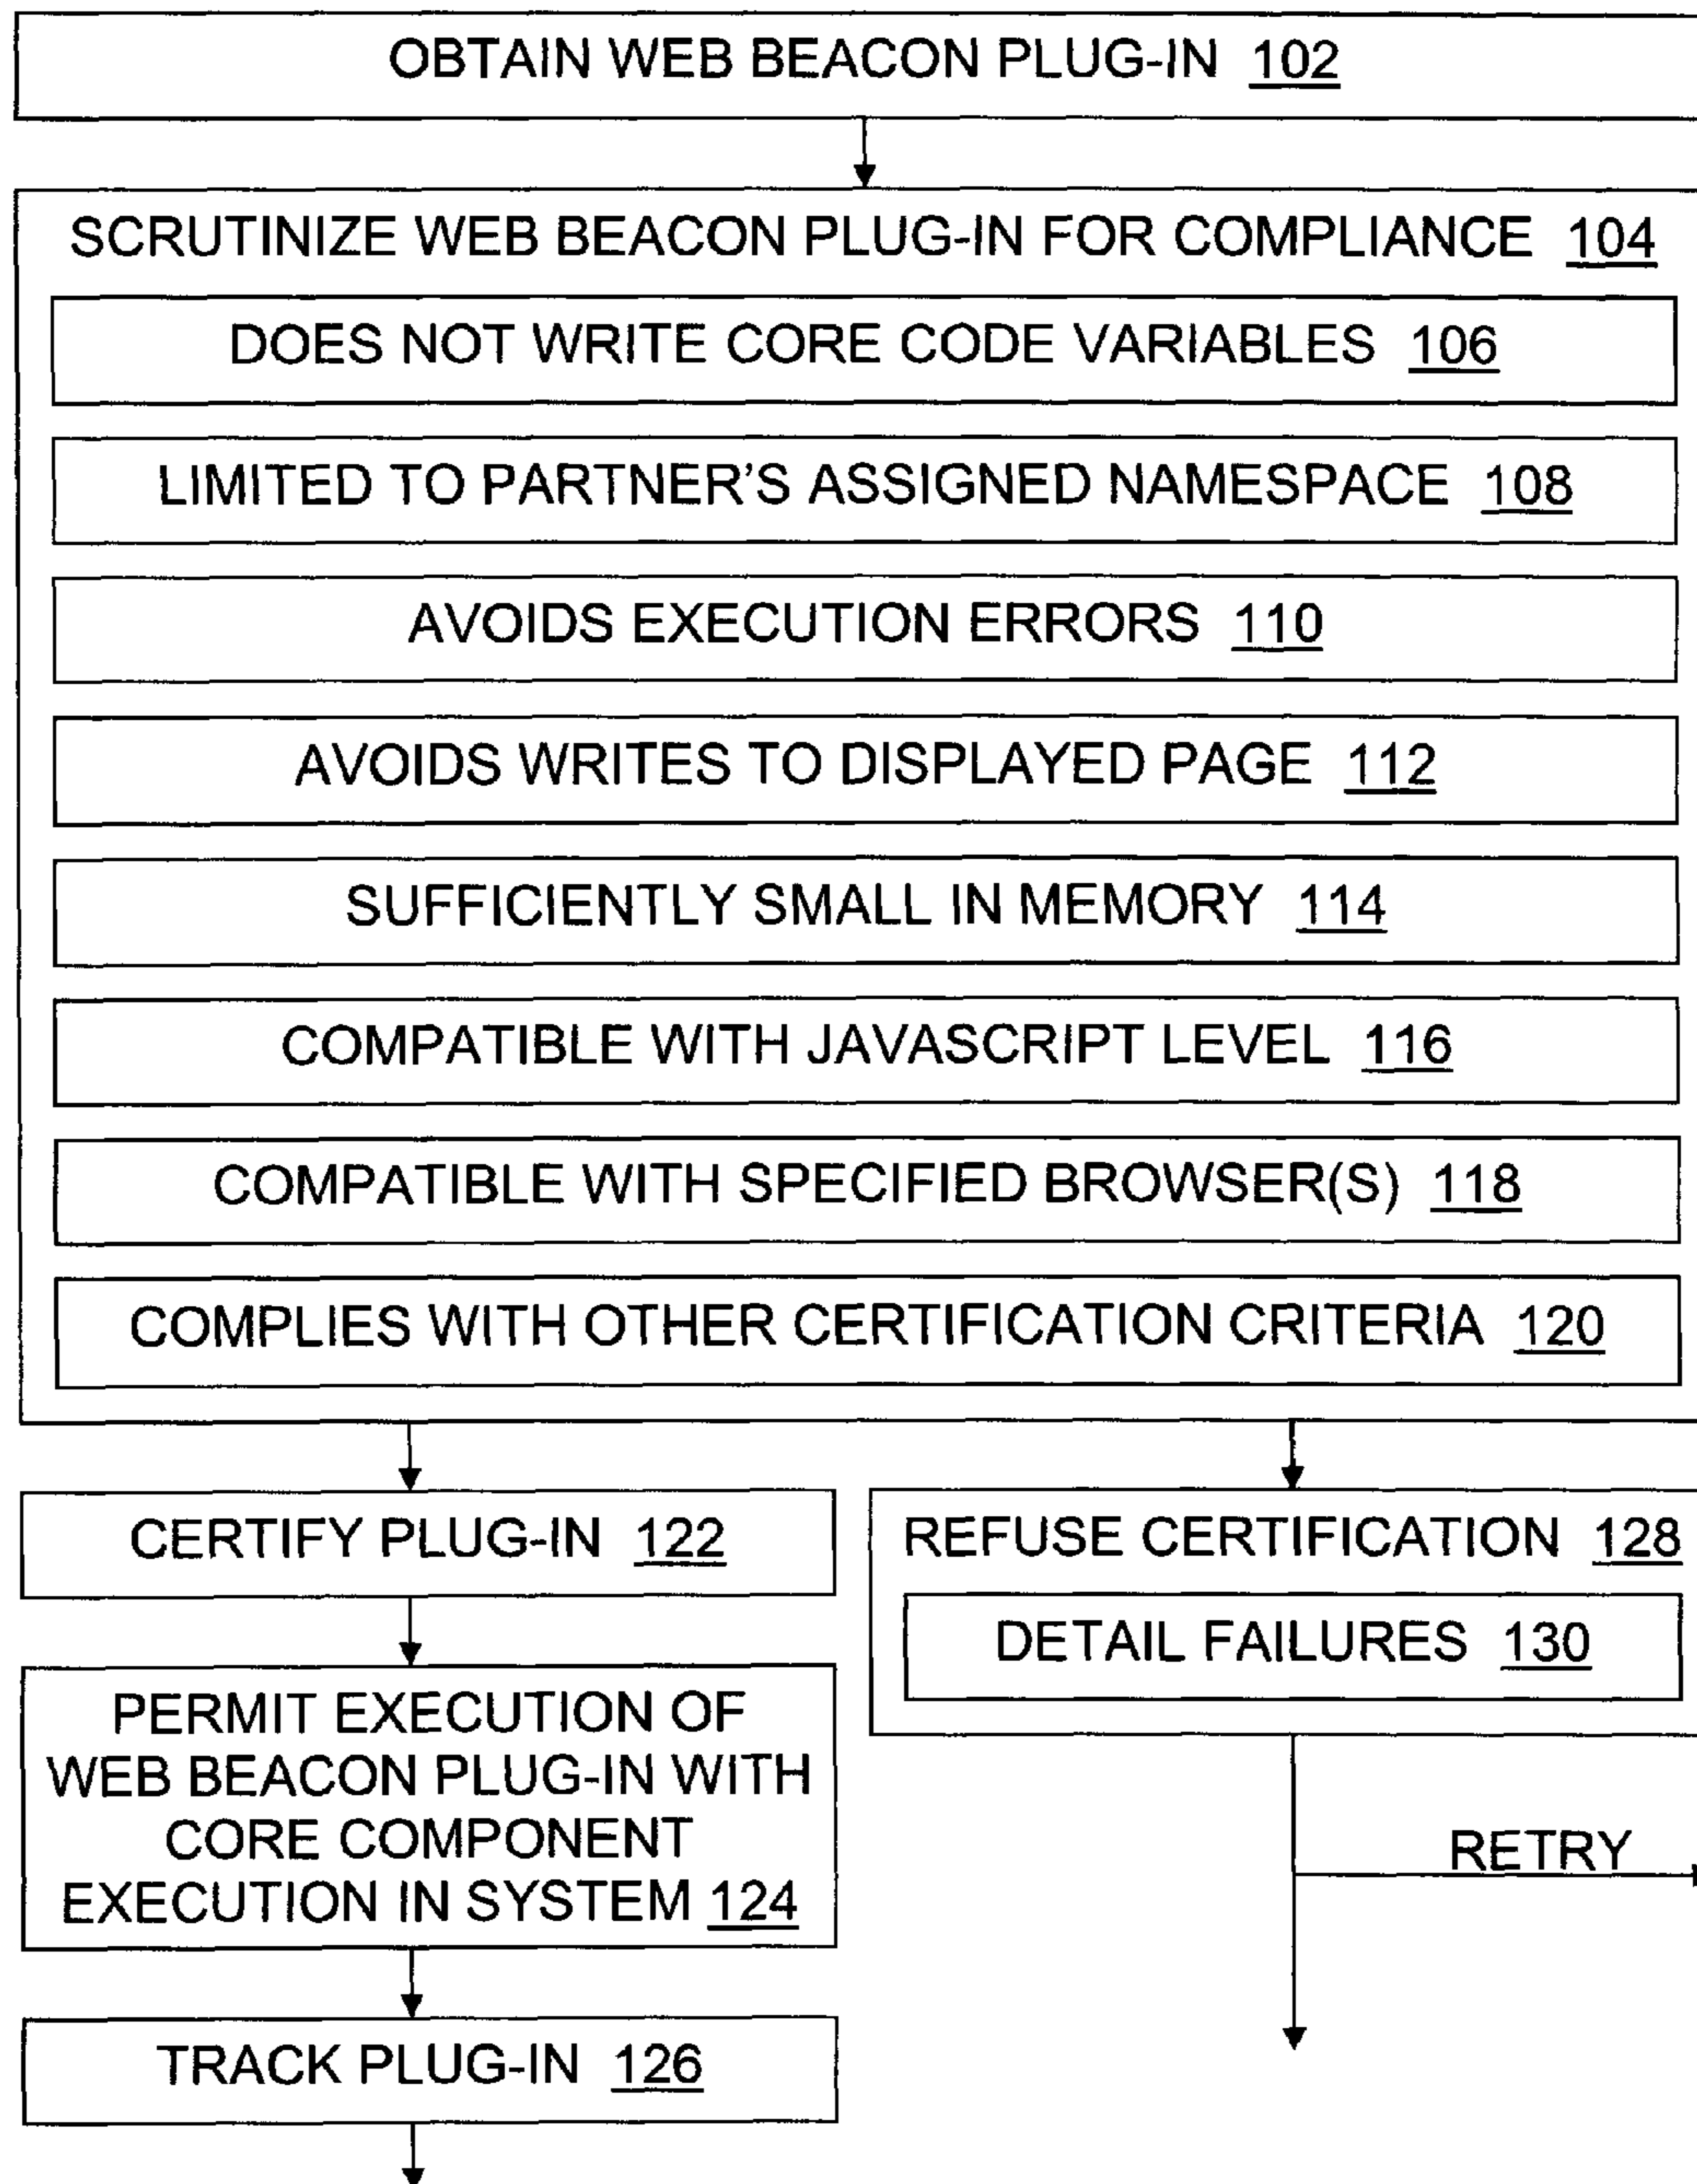 OBTAIN WEB BEACON PLUG-IN 102
SCRUTINIZE WEB BEACON PLUG-IN FOR COMPLIANCE 104
DOES NOT WRITE CORE CODE VARIABLES 106
LIMITED TO PARTNER'S ASSIGNED NAMESPACE 108
AVOIDS EXECUTION ERRORS 110
AVOIDS WRITES TO DISPLAYED PAGE 112
SUFFICIENTLY SMALL IN MEMORY 114
COMPATIBLE WITH JAVASCRIPT LEVEL 116
COMPATIBLE WITH SPECIFIED BROWSER(S) 118
COMPLIES WITH OTHER CERTIFICATION CRITERIA 120
CERTIFY PLUG-IN 122
PERMIT EXECUTION OF
WEB BEACON PLUG-IN WITH
CORE COMPONENT
EXECUTION IN SYSTEM 124
TRACK PLUG-IN 126
REFUSE CERTIFICATION 128
DETAIL FAILURES 130
RETRY